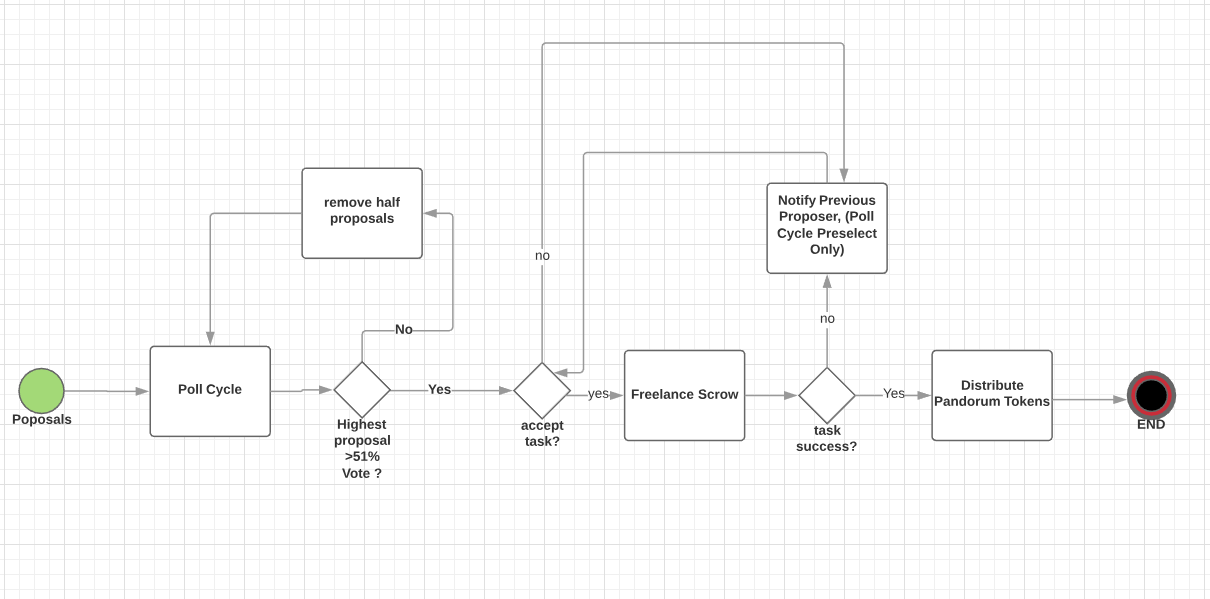 remove half
proposals
Notify Previous
Proposer, (Poll
Cycle Preselect
Only)
no
no
No
Poposals
Poll Cycle
Yes
Highest
proposal
>51%
Vote ?
accept
task?
yes
Freelance Scrow
task
success?
Yes
Distribute
Pandorum Tokens
END